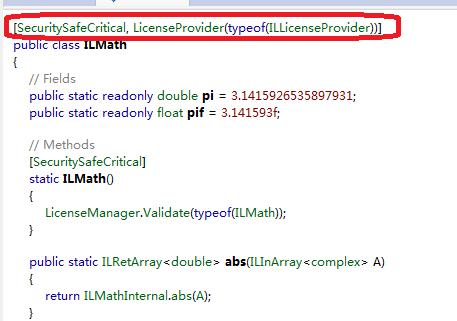 [SecuritySafeCritical, LicenseProvider(typeof(ILLicenseProvider))]
public class ILMath
{
// Fields
public static readonly double pi = 3.1415926535897931;
public static readonly float pif = 3.141593f;
// Methods
[SecuritySafeCritical]
static ILMath()
{
LicenseManager.Validate(typeof(ILMath));
}
public static ILRetArray<double> abs(ILInArray<complex> A)
{
return ILMathInternal.abs(A);
}